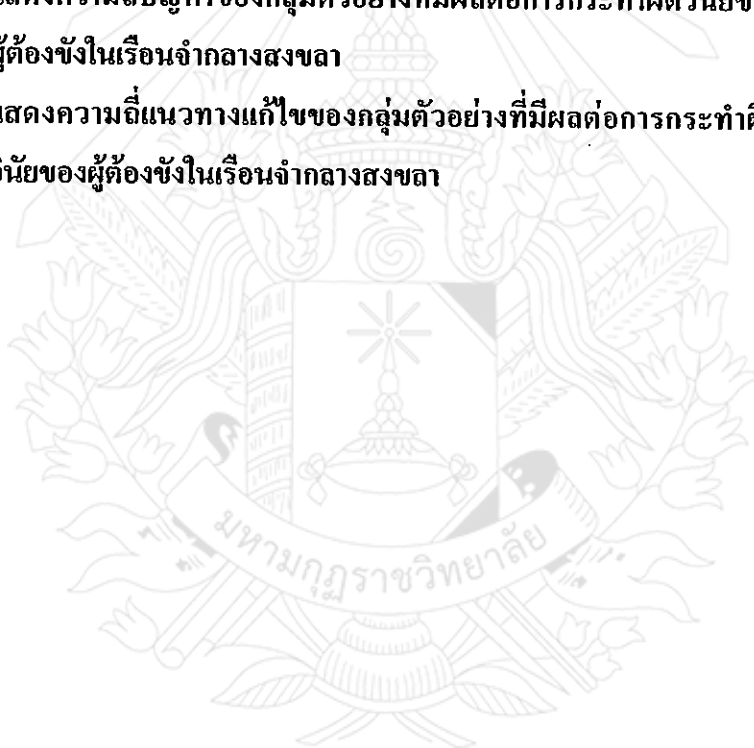 ผู้ต้องขังในเรือนจำกลางสงขลา
แสดงความถี่แนวทางแก้ไขของกลุ่มตัวอย่างที่มีผลต่อการกระทำ
วินัยของผู้ต้องขังในเรือนจำกลางสงขลา
มหามกุฏราชวิทยาลัย